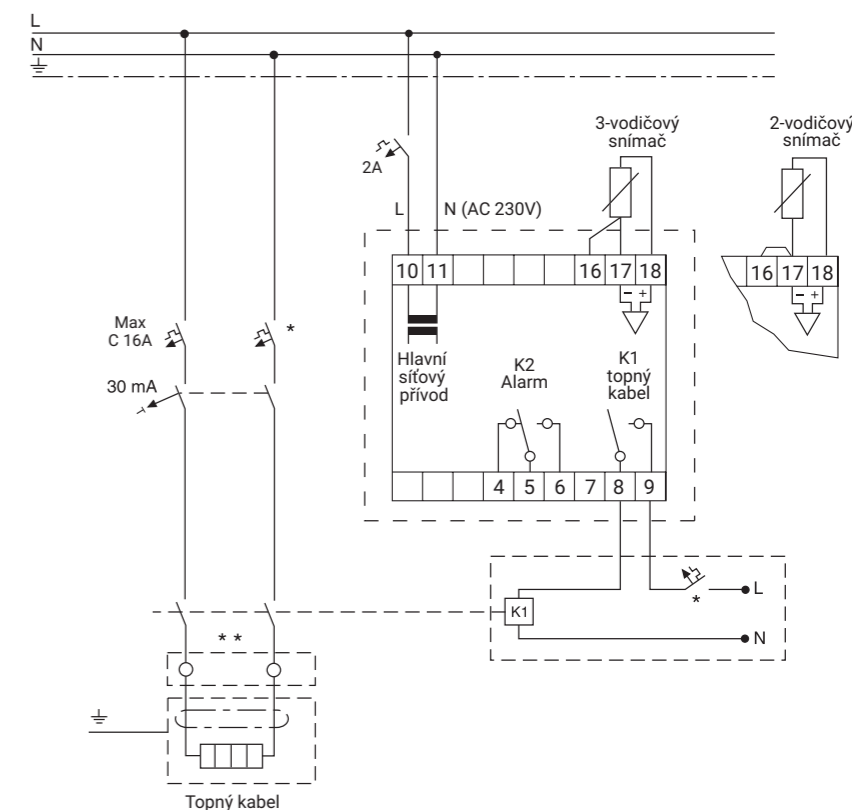 L
N
3-vodičový
snímač
2-vodičový
snímač
2A
L
N (AC 230V)
10 11 16 17 18
16 17 18
- +
- +
Max
C 16A
*
30 mA
Hlavní
síťový
přívod
K2
Alarm
K1
topný
kabel
4 5 6 7 8 9
*
L
K1
N
* *
Topný kabel